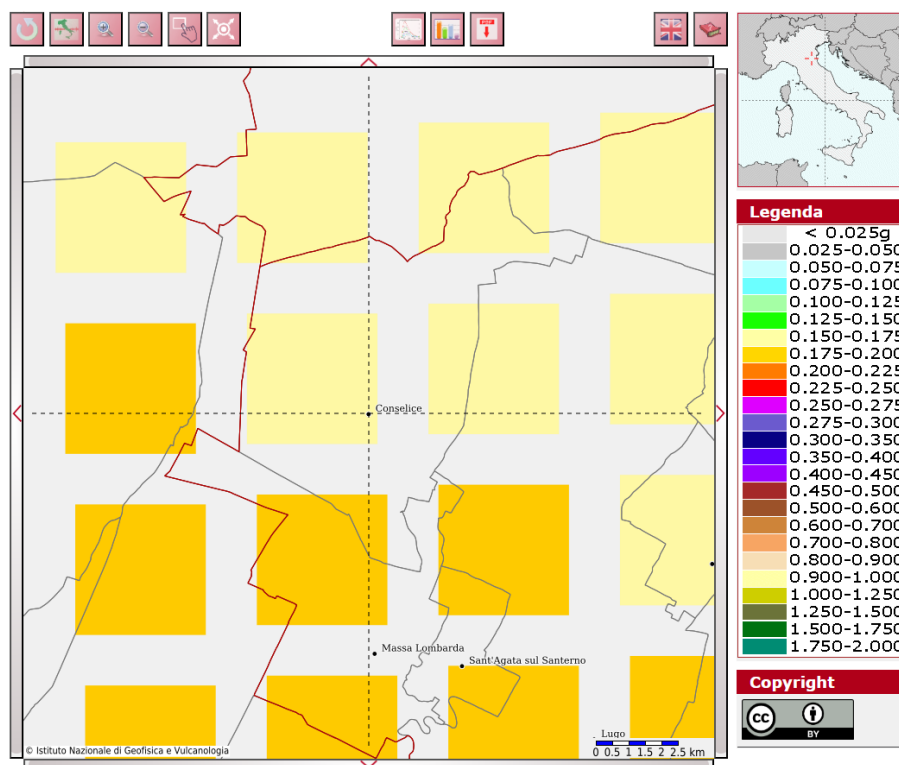 PDF
Legenda
< 0.025g
0.025-0.050
0.050-0.075
0.075-0.100
0.100-0.125
0.125-0.150
0.150-0.175
0.175-0.200
0.200-0.225
0.225-0.250
0.250-0.275
0.275-0.300
0.300-0.350
0.350-0.400
0.400-0.450
0.450-0.500
0.500-0.600
0.600-0.700
0.700-0.800
0.800-0.900
0.900-1.000
1.000-1.250
1.250-1.500
1.500-1.750
1.750-2.000
Conselice
Massa Lombarda
Sant'Agata sul Santerno
Lugo
0 0.5 1 1.5 2 2.5 km
© Istituto Nazionale di Geofisica e Vulcanologia
Copyright
cc
BY